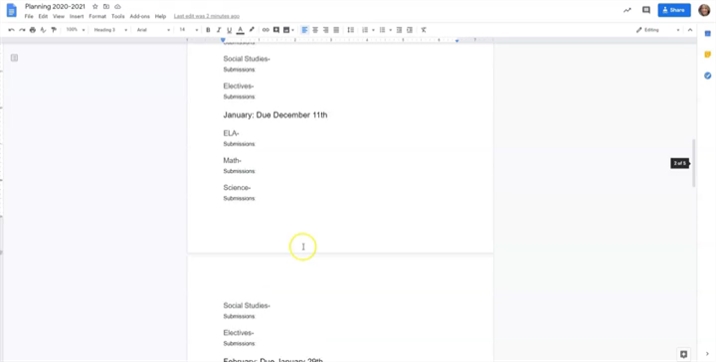 Planning 2020-2021
File Edit View Insert Format Tools Add-ons Help Last edit was 2 minutes ago
Share
100% Heading 3 Arial 14 B I U A
Editing
Submissions
Social Studies-
Submissions
Electives-
Submissions
January: Due December 11th
ELA-
Submissions
Math-
Submissions
2 of 5
Science-
Submissions
Social Studies-
Submissions
Electives-
Submissions
February: Due January 29th